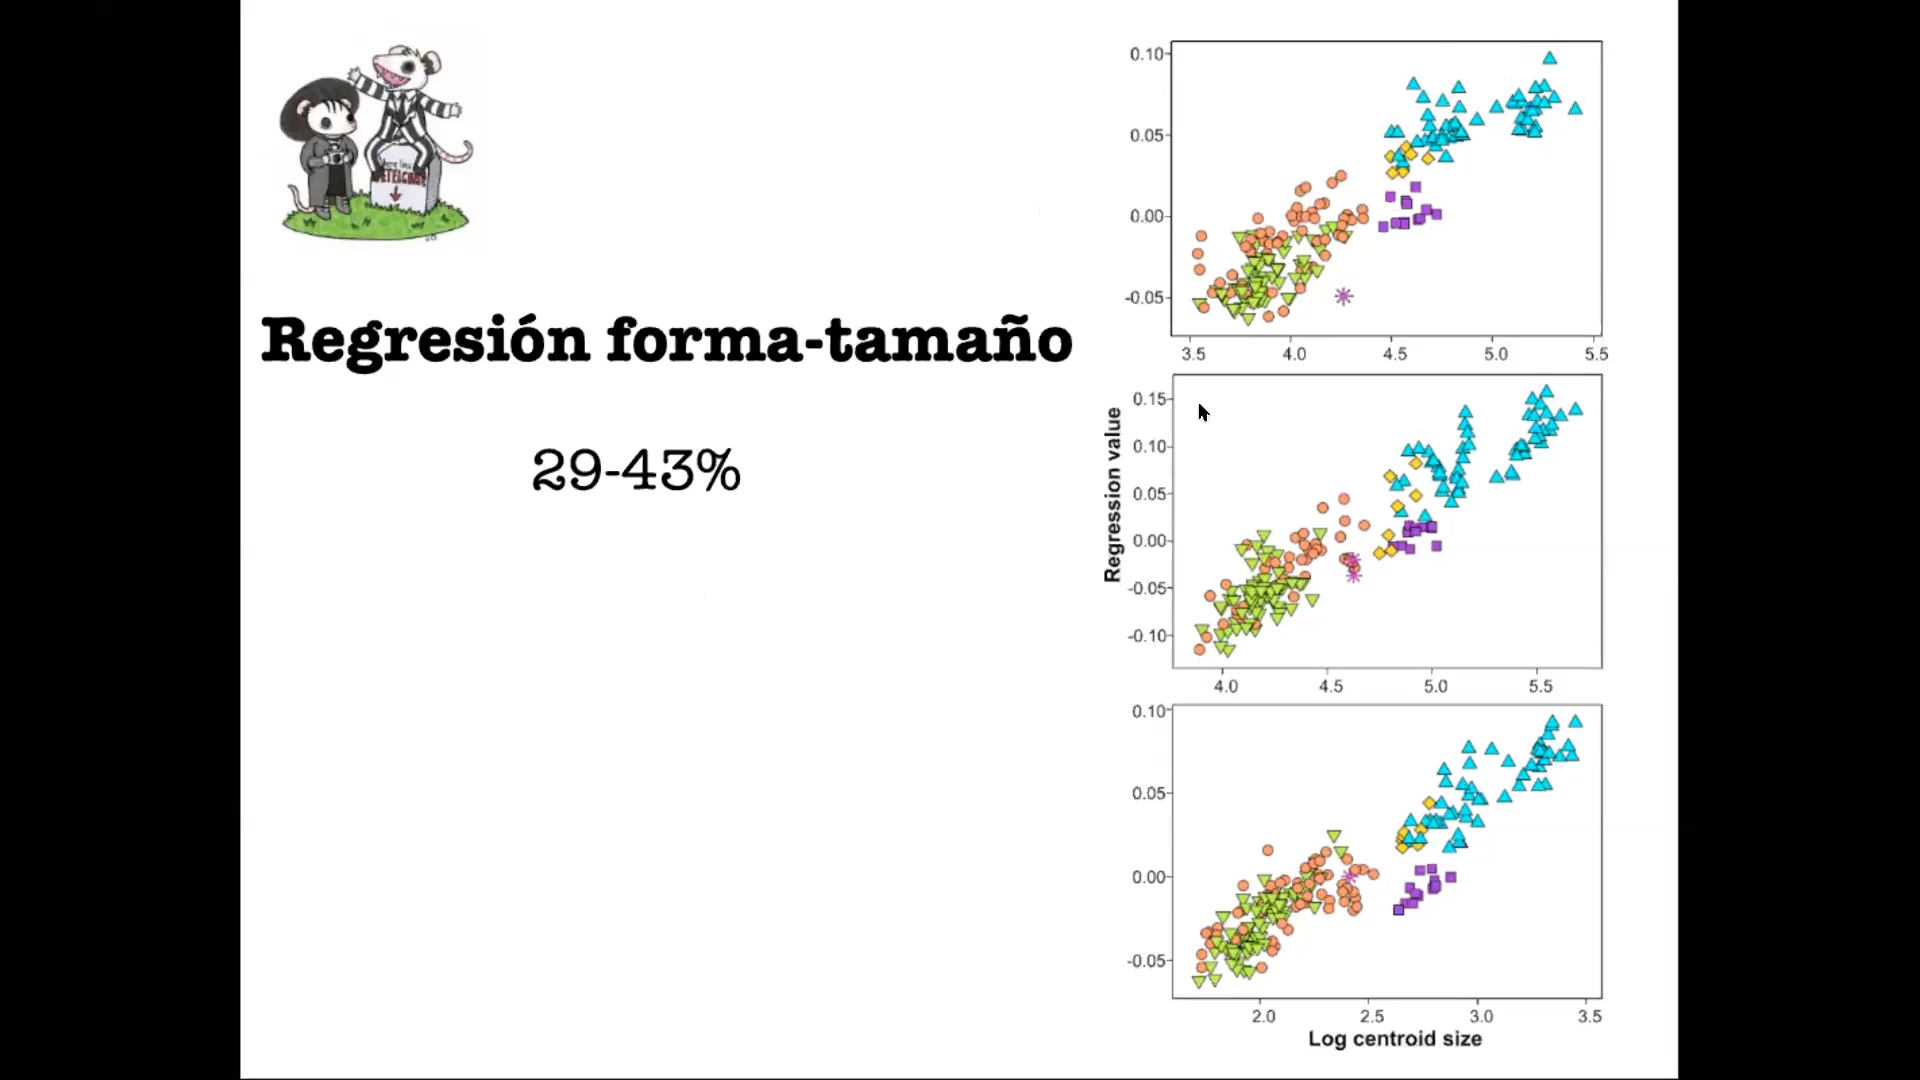 Here lies
BETELGEUSE
Regresión forma-tamaño
29-43%
0.10
0.05
0.00
-0.05
3.5 4.0 4.5 5.0 5.5
Regression value
0.15
0.10
0.05
0.00
-0.05
-0.10
4.0 4.5 5.0 5.5
0.10
0.05
0.00
-0.05
2.0 2.5 3.0 3.5
Log centroid size